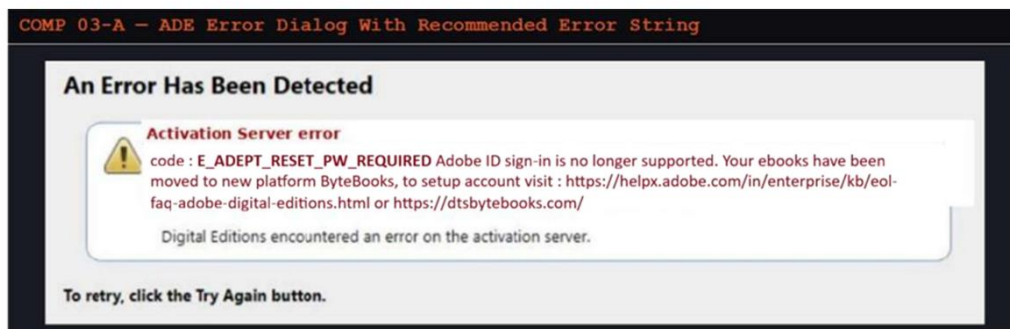 COMP 03-A — ADE Error Dialog With Recommended Error String
An Error Has Been Detected
Activation Server error
code : E_ADEPT_RESET_PW_REQUIRED Adobe ID sign-in is no longer supported. Your ebooks have been
moved to new platform ByteBooks, to setup account visit : https://helpx.adobe.com/in/enterprise/kb/eol-
faq-adobe-digital-editions.html or https://dtsbytebooks.com/
Digital Editions encountered an error on the activation server.
To retry, click the Try Again button.